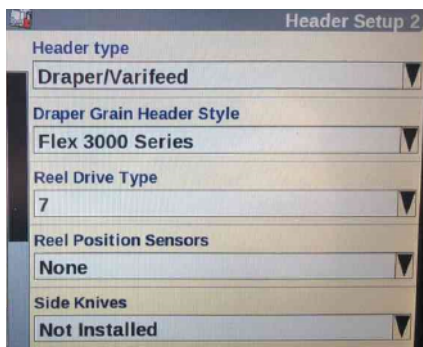 Header Setup 2
Header type
Draper/Varifeed
Draper Grain Header Style
Flex 3000 Series
Reel Drive Type
7
Reel Position Sensors
None
Side Knives
Not Installed